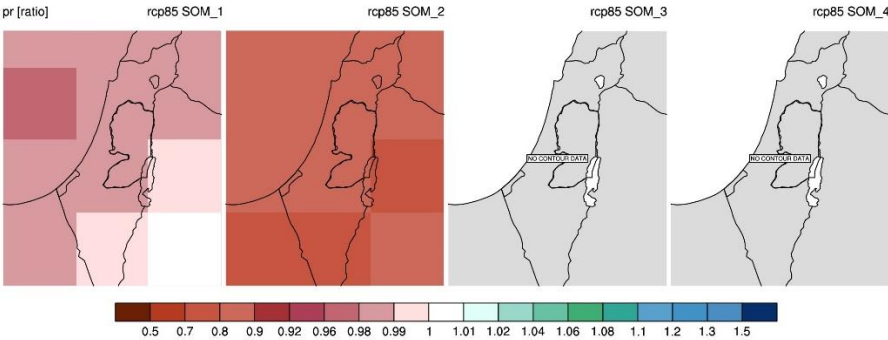 pr [ratio] rcp85 SOM_1 rcp85 SOM_2 rcp85 SOM_3 rcp85 SOM_4
NO CONTOUR DATA NO CONTOUR DATA
0.5 0.7 0.8 0.9 0.92 0.96 0.98 0.99 1 1.01 1.02 1.04 1.06 1.08 1.1 1.2 1.3 1.5